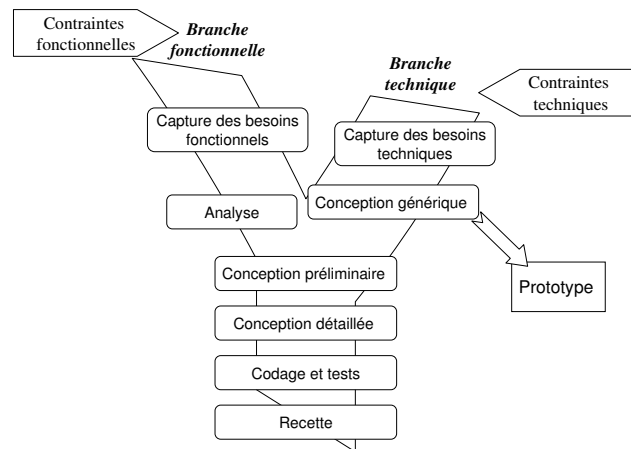 Contraintes
fonctionnelles
Branche
fonctionnelle
Branche
technique
Contraintes
techniques
Capture des besoins
fonctionnels
Capture des besoins
techniques
Analyse
Conception générique
Conception préliminaire
Prototype
Conception détaillée
Codage et tests
Recette